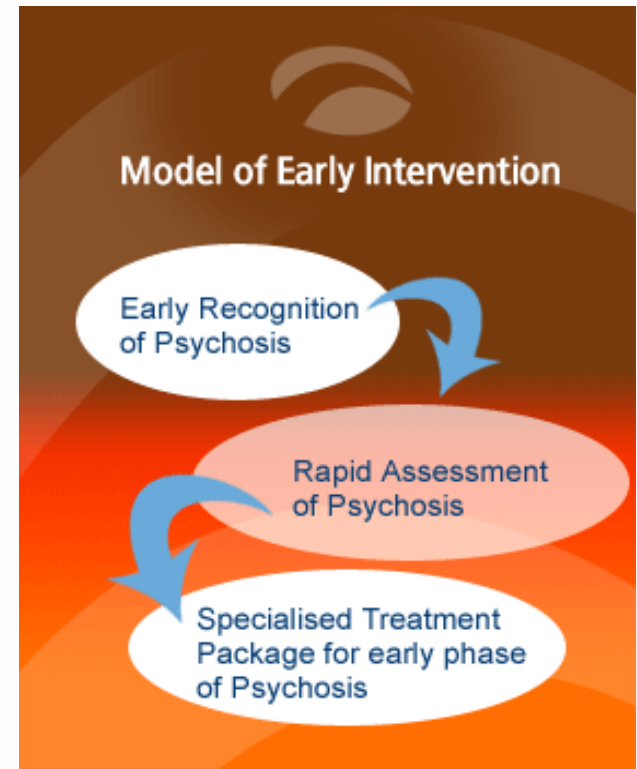 Model of Early Intervention
Early Recognition
of Psychosis
Rapid Assessment
of Psychosis
Specialised Treatment
Package for early phase
of Psychosis